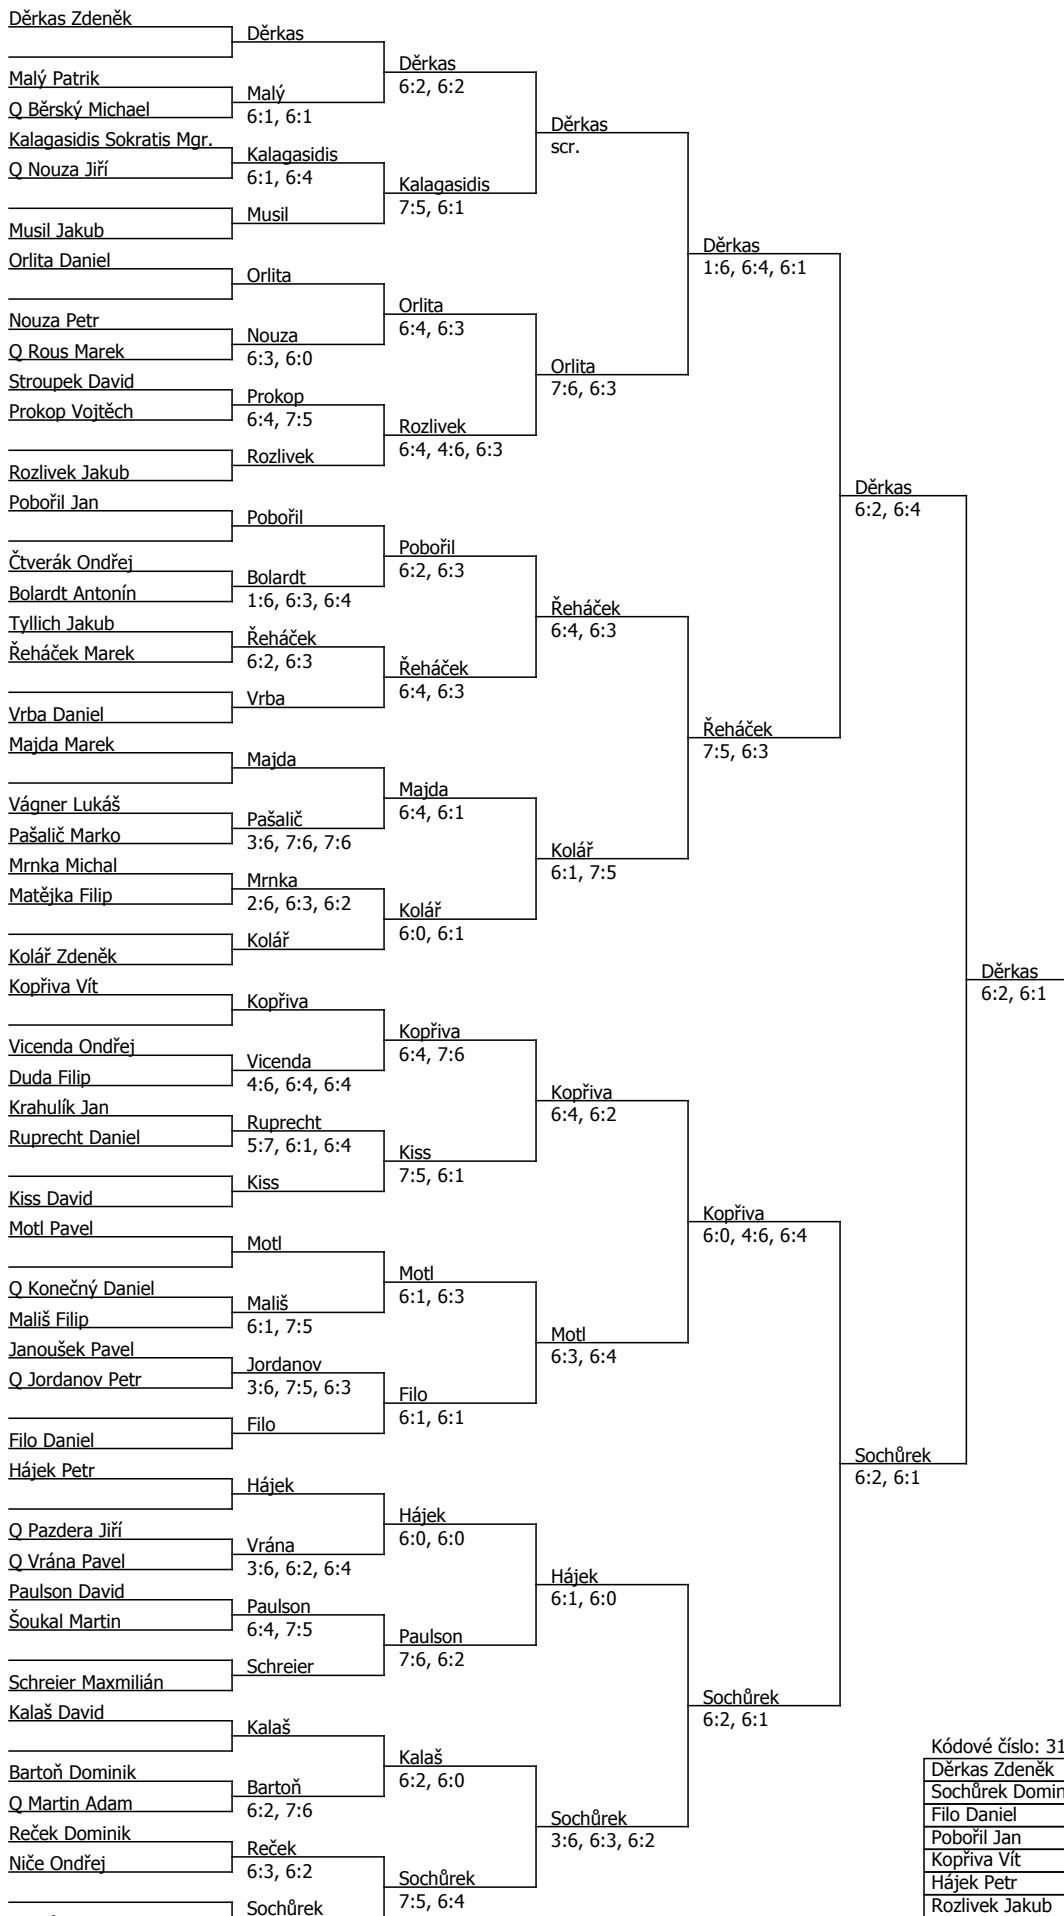 Děrkas Zdeněk
Děrkas
Děrkas
6:2, 6:2
Malý Patrik
Malý
6:1, 6:1
Q Běrský Michael
Děrkas
scr.
Kalagasidis Sokratis Mgr.
Kalagasidis
6:1, 6:4
Q Nouza Jiří
Kalagasidis
7:5, 6:1
Musil
Musil Jakub
Děrkas
1:6, 6:4, 6:1
Orlita Daniel
Orlita
Orlita
6:4, 6:3
Nouza Petr
Nouza
6:3, 6:0
Q Rous Marek
Orlita
7:6, 6:3
Stroupek David
Prokop
6:4, 7:5
Prokop Vojtěch
Rozlivek
6:4, 4:6, 6:3
Rozlivek
Rozlivek Jakub
Děrkas
6:2, 6:4
Pobořil Jan
Pobořil
Pobořil
6:2, 6:3
Čtverák Ondřej
Bolardt
1:6, 6:3, 6:4
Bolardt Antonín
Řeháček
6:4, 6:3
Tyllich Jakub
Řeháček
6:2, 6:3
Řeháček Marek
Řeháček
6:4, 6:3
Vrba
Vrba Daniel
Řeháček
7:5, 6:3
Majda Marek
Majda
Majda
6:4, 6:1
Vágner Lukáš
Pašalič
3:6, 7:6, 7:6
Pašalič Marko
Kolář
6:1, 7:5
Mrnka Michal
Mrnka
2:6, 6:3, 6:2
Matějka Filip
Kolář
6:0, 6:1
Kolář
Kolář Zdeněk
Děrkas
6:2, 6:1
Kopřiva Vít
Kopřiva
Kopřiva
6:4, 7:6
Vicenda Ondřej
Vicenda
4:6, 6:4, 6:4
Duda Filip
Kopřiva
6:4, 6:2
Krahulík Jan
Ruprecht
5:7, 6:1, 6:4
Ruprecht Daniel
Kiss
7:5, 6:1
Kiss
Kiss David
Kopřiva
6:0, 4:6, 6:4
Motl Pavel
Motl
Motl
6:1, 6:3
Q Konečný Daniel
Mališ
6:1, 7:5
Mališ Filip
Motl
6:3, 6:4
Janoušek Pavel
Jordanov
3:6, 7:5, 6:3
Q Jordanov Petr
Filo
6:1, 6:1
Filo
Filo Daniel
Sochůrek
6:2, 6:1
Hájek Petr
Hájek
Hájek
6:0, 6:0
Q Pazdera Jiří
Vrána
3:6, 6:2, 6:4
Q Vrána Pavel
Hájek
6:1, 6:0
Paulson David
Paulson
6:4, 7:5
Šoukal Martin
Paulson
7:6, 6:2
Schreier
Schreier Maxmilián
Sochůrek
6:2, 6:1
Kalaš David
Kalaš
Kalaš
6:2, 6:0
Bartoň Dominik
Bartoň
6:2, 7:6
Q Martin Adam
Sochůrek
3:6, 6:3, 6:2
Reček Dominik
Reček
6:3, 6:2
Niče Ondřej
Sochůrek
7:5, 6:4
Sochůrek
Kódové číslo: 31
Děrkas Zdeněk
Sochůrek Domin
Filo Daniel
Pobořil Jan
Kopřiva Vít
Hájek Petr
Rozlivek Jakub